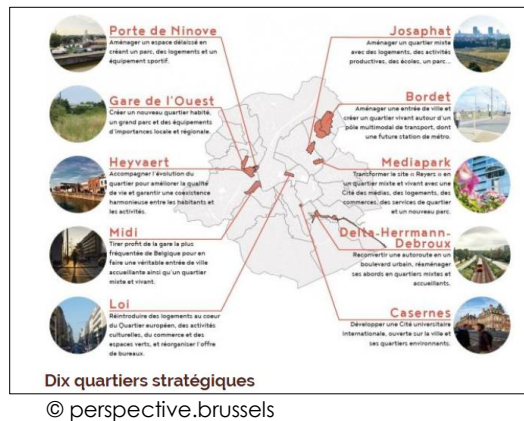 Porte de Ninove
Aménager un espace délaissé en
créant un parc, des logements et un
équipement sportif.
Gare de l'Ouest
Créer un nouveau quartier habité,
un grand parc et des équipements
d'importances locale et régionale.
Heyvaert
Accompagner l'évolution du
quartier pour améliorer la qualité
de vie et garantir une coexistence
harmonieuse entre les habitants et
les activités.
Midi
Tirer profit de la gare la plus
fréquentée de Belgique pour en
faire une véritable entrée de ville
accueillante ainsi qu'un quartier
mixte et vivant.
Loi
Réintroduire des logements au coeur
du Quartier européen, des activités
culturelles, du commerce et des
espaces verts, et réorganiser l'offre
de bureaux.
Josaphat
Aménager un quartier mixte
avec des logements, des activités
productives, des écoles, un parc...
Bordet
Aménager une entrée de ville et
créer un quartier vivant autour d'un
pôle multimodal de transport, dont
une future station de métro.
Mediapark
Transformer le site « Reyers » en
un quartier mixte et vivant avec
Cité des médias, des logements, des
commerces, des services de quartier
et un nouveau parc.
Delta-Herrmann-
Debroux
Reconvertir une autoroute en un
boulevard urbain, réaménager
ses abords en quartiers mixtes et
accueillants.
Casernes
Développer une Cité universitaire
internationale, ouverte sur la ville et
ses quartiers environnants.
Dix quartiers stratégiques
© perspective.brussels